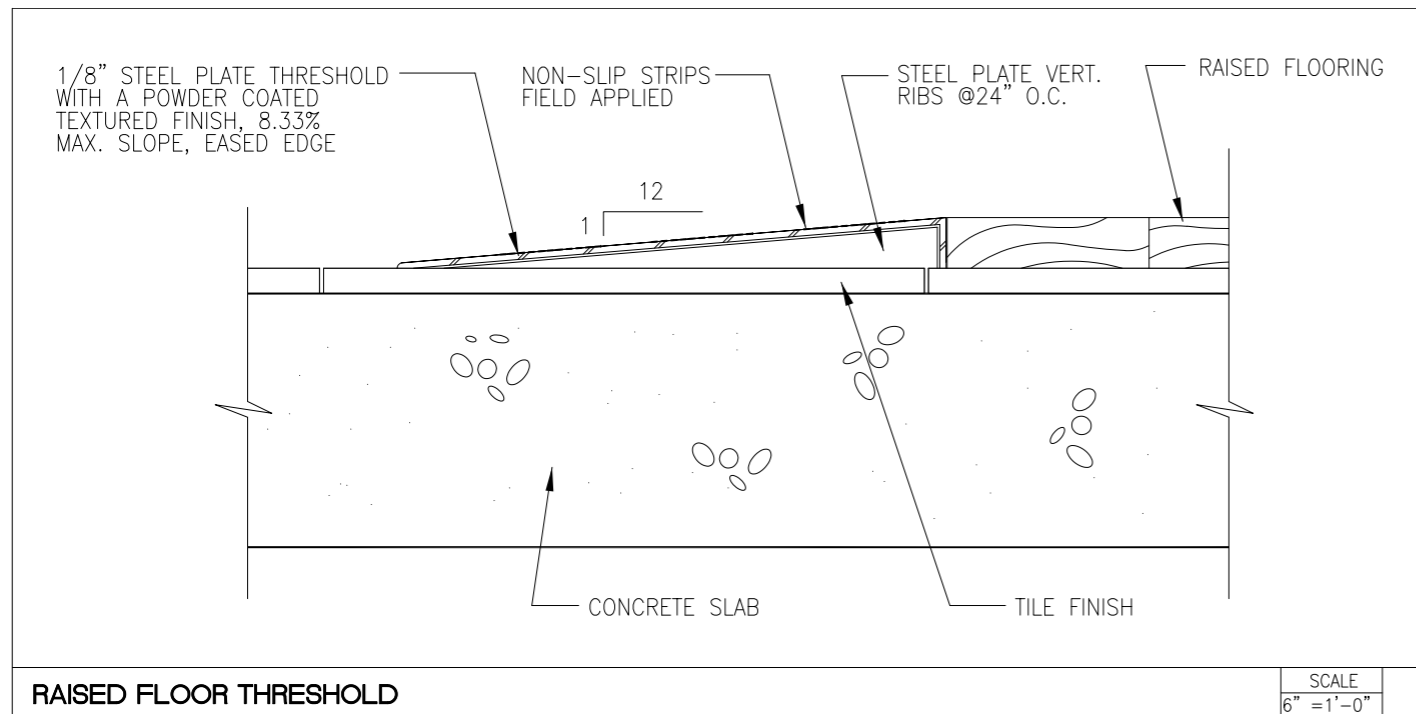 1/8” STEEL PLATE THRESHOLD
WITH A POWDER COATED
TEXTURED FINISH, 8.33%
MAX. SLOPE, EASED EDGE
NON-SLIP STRIPS
FIELD APPLIED
STEEL PLATE VERT.
RIBS @24” O.C.
RAISED FLOORING
12
1
CONCRETE SLAB
TILE FINISH
RAISED FLOOR THRESHOLD
SCALE
6” =1’-0”